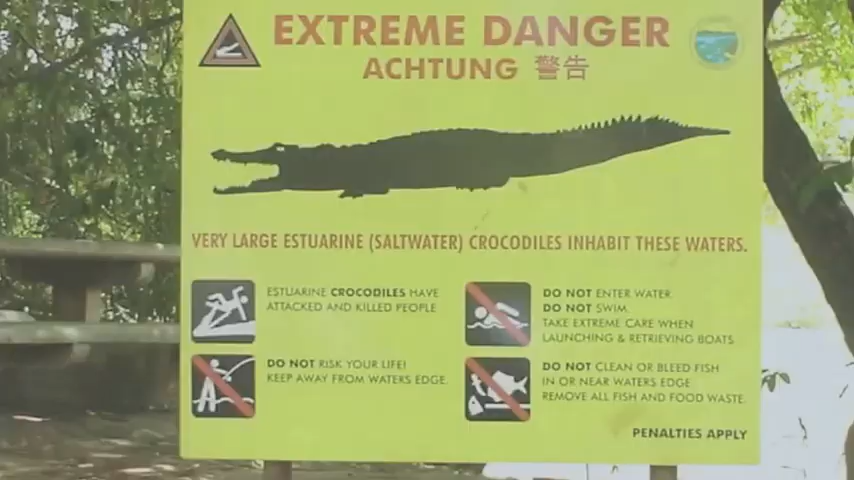 EXTREME DANGER
ACHTUNG 警告
VERY LARGE ESTUARINE (SALTWATER) CROCODILES INHABIT THESE WATERS.
ESTUARINE CROCODILES HAVE
ATTACKED AND KILLED PEOPLE
DO NOT ENTER WATER
DO NOT SWIM.
TAKE EXTREME CARE WHEN
LAUNCHING & RETRIEVING BOATS
DO NOT RISK YOUR LIFE!
KEEP AWAY FROM WATERS EDGE.
DO NOT CLEAN OR BLEED FISH
IN OR NEAR WATERS EDGE
REMOVE ALL FISH AND FOOD WASTE.
PENALTIES APPLY